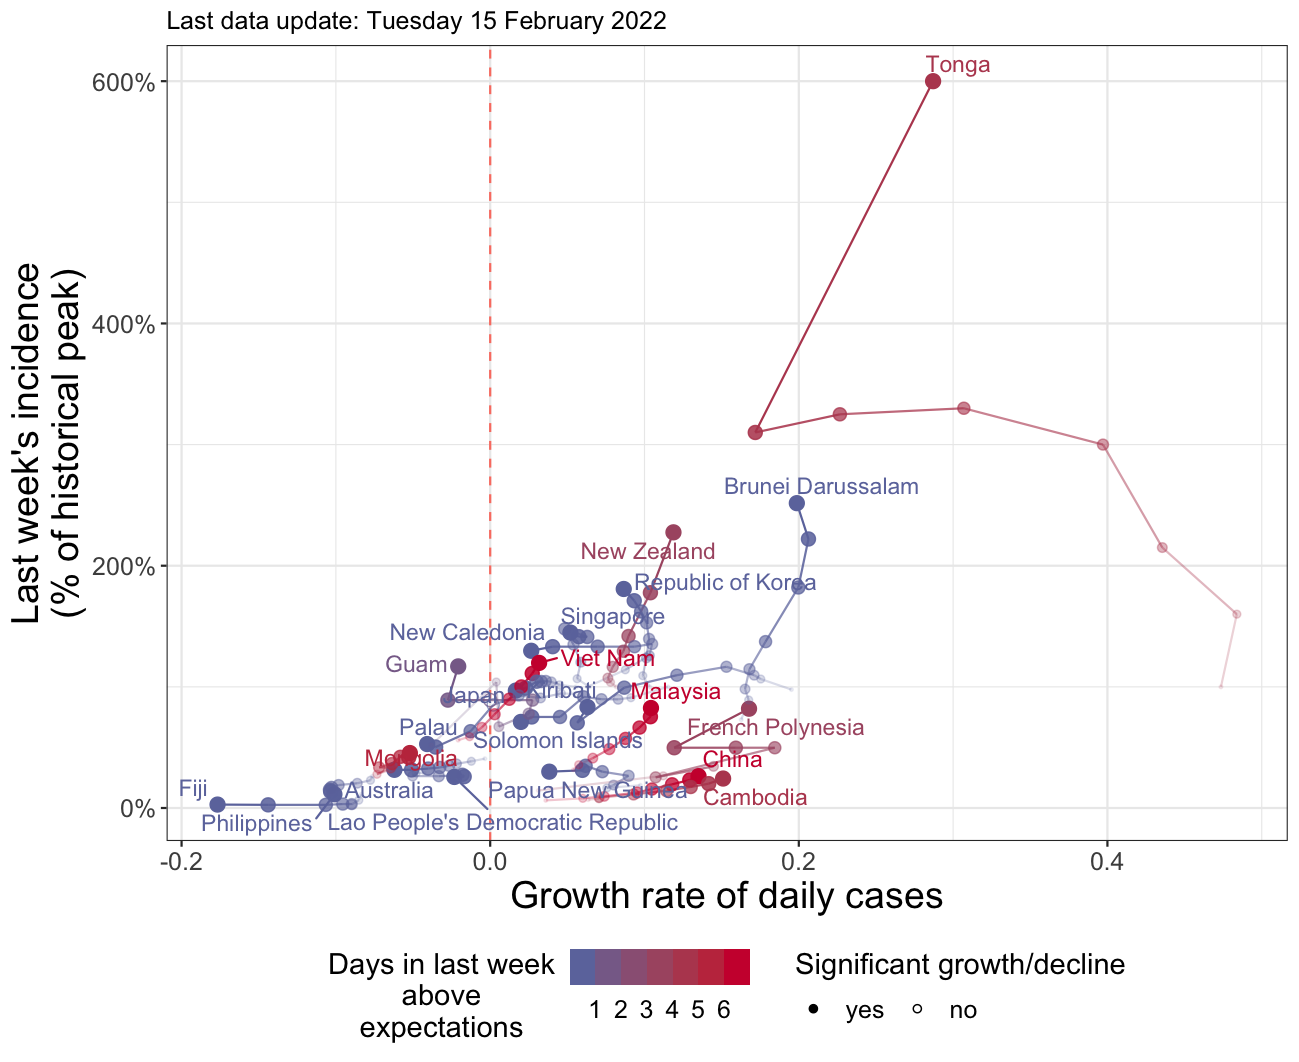 Last data update: Tuesday 15 February 2022
Last week's incidence
(% of historical peak)
600%
400%
200%
0%
Tonga
Brunei Darussalam
New Zealand
Republic of Korea
Singapore
New Caledonia
Viet Nam
Guam
Japan
Kiribati
Malaysia
Palau
French Polynesia
Solomon Islands
Mongolia
China
Fiji
Australia
Papua New Guinea
Cambodia
Philippines
Lao People's Democratic Republic
-0.2
0.0
0.2
0.4
Growth rate of daily cases
Days in last week
above
expectations
1 2 3 4 5 6
Significant growth/decline
yes
no